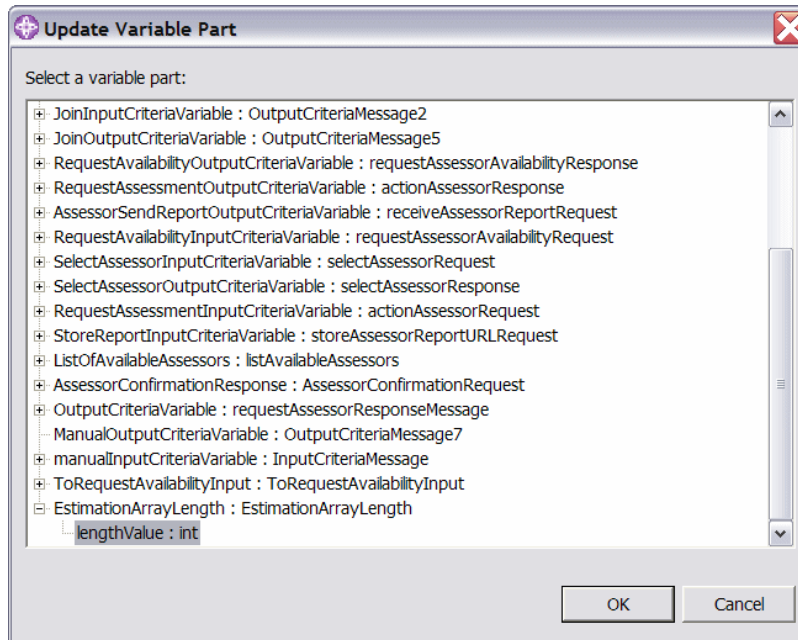 Update Variable Part
Select a variable part:
JoinInputCriteriaVariable : OutputCriteriaMessage2
JoinOutputCriteriaVariable : OutputCriteriaMessage5
RequestAvailabilityOutputCriteriaVariable : requestAssessorAvailabilityResponse
RequestAssessmentOutputCriteriaVariable : actionAssessorResponse
AssessorSendReportOutputCriteriaVariable : receiveAssessorReportRequest
RequestAvailabilityInputCriteriaVariable : requestAssessorAvailabilityRequest
SelectAssessorInputCriteriaVariable : selectAssessorRequest
SelectAssessorOutputCriteriaVariable : selectAssessorResponse
RequestAssessmentInputCriteriaVariable : actionAssessorRequest
StoreReportInputCriteriaVariable : storeAssessorReportURLRequest
ListOfAvailableAssessors : listAvailableAssessors
AssessorConfirmationResponse : AssessorConfirmationRequest
OutputCriteriaVariable : requestAssessorResponseMessage
ManualOutputCriteriaVariable : OutputCriteriaMessage7
manualInputCriteriaVariable : InputCriteriaMessage
ToRequestAvailabilityInput : ToRequestAvailabilityInput
EstimationArrayLength : EstimationArrayLength
lengthValue : int
OK Cancel